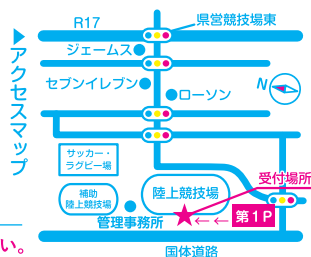 ▶アクセスマップ
R17
県営競技場東
ジェームス
セブンイレブン
ローソン
N
サッカー・
ラグビー場
受付場所
補助
陸上競技場
陸上競技場
管理事務所
←←
第1P
い。
国体道路